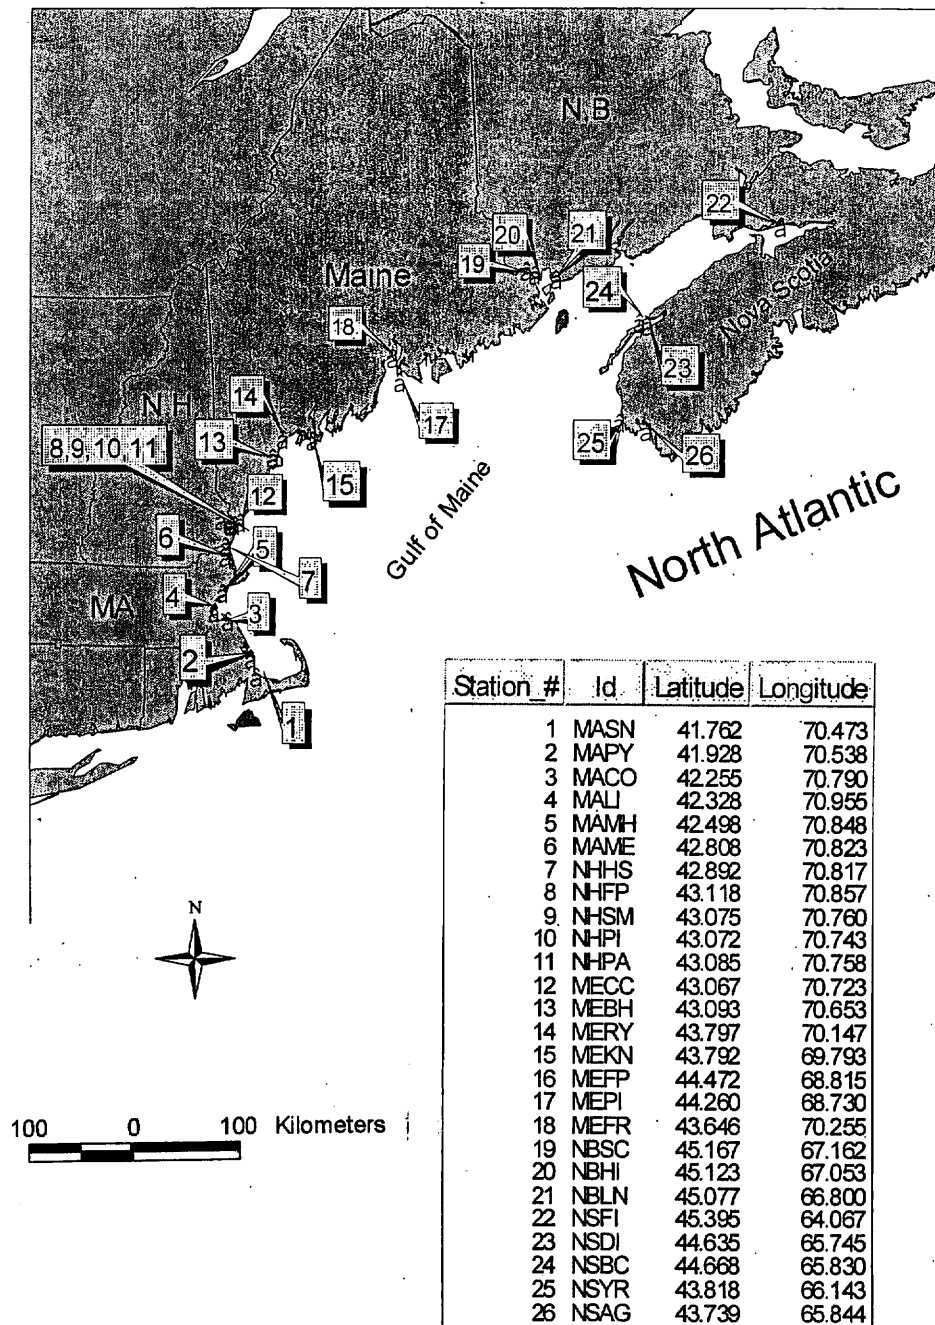 N.B.
22
20
21
19
24
Maine
Nova Scotia
18
23
14
17
N.H.
13
25
26
8,9,10,11
15
12
Gulf of Maine
North Atlantic
6
5
7
4
MA
3
2
1
Station_# Id Latitude Longitude
1 MASN 41.762 70.473
2 MAPY 41.928 70.538
3 MACO 42.255 70.790
4 MALI 42.328 70.955
5 MAMH 42.498 70.848
6 MAME 42.808 70.823
7 NHHS 42.892 70.817
8 NHFP 43.118 70.857
9 NHSM 43.075 70.760
10 NHPI 43.072 70.743
11 NHPA 43.085 70.758
12 MECC 43.067 70.723
13 MEBH 43.093 70.653
14 MERY 43.797 70.147
15 MEKN 43.792 69.793
16 MEFP 44.472 68.815
17 MEPI 44.260 68.730
18 MEFR 43.646 70.255
19 NBSC 45.167 67.162
20 NBHI 45.123 67.053
21 NBLN 45.077 66.800
22 NSFI 45.395 64.067
23 NSDI 44.635 65.745
24 NSBC 44.668 65.830
25 NSYR 43.818 66.143
26 NSAG 43.739 65.844
N
100 0 100 Kilometers